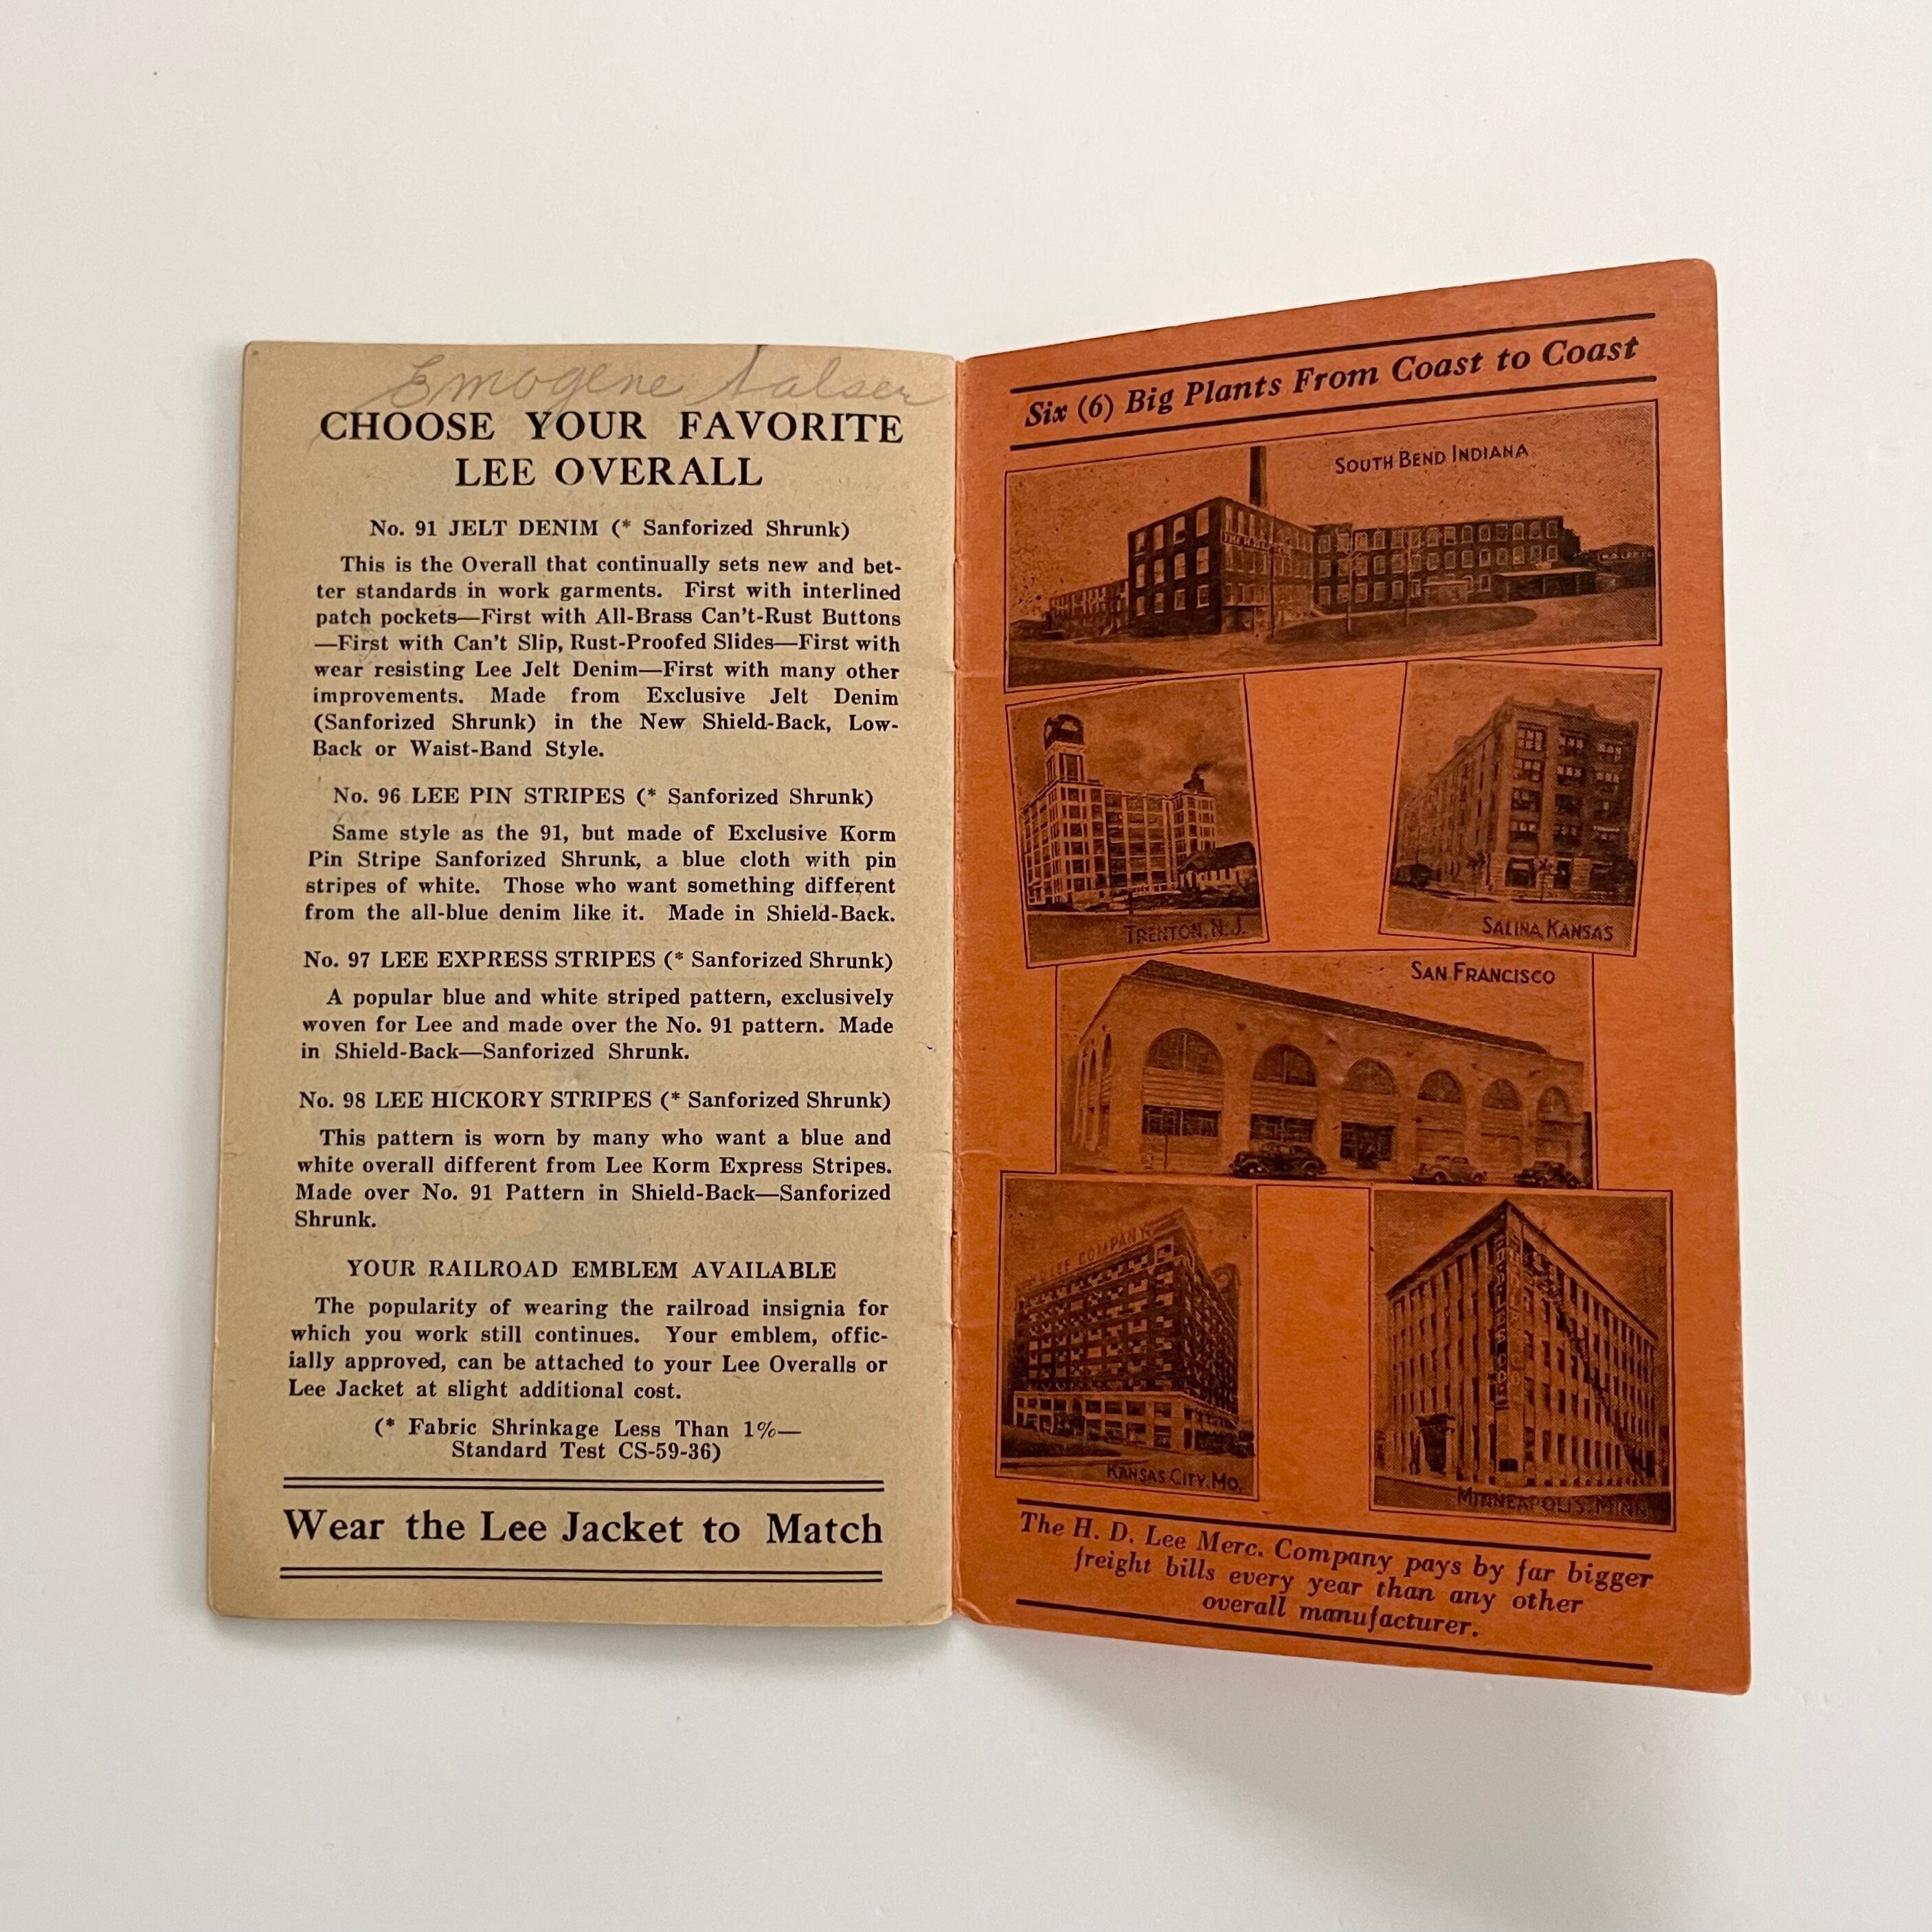 Emogene Salser
CHOOSE YOUR FAVORITE
LEE OVERALL
No. 91 JELT DENIM (* Sanforized Shrunk)
This is the Overall that continually sets new and bet-
ter standards in work garments. First with interlined
patch pockets—First with All-Brass Can't-Rust Buttons
—First with Can't Slip, Rust-Proofed Slides—First with
wear resisting Lee Jelt Denim—First with many other
improvements. Made from Exclusive Jelt Denim
(Sanforized Shrunk) in the New Shield-Back, Low-
Back or Waist-Band Style.
No. 96 LEE PIN STRIPES (* Sanforized Shrunk)
Same style as the 91, but made of Exclusive Korm
Pin Stripe Sanforized Shrunk, a blue cloth with pin
stripes of white. Those who want something different
from the all-blue denim like it. Made in Shield-Back.
No. 97 LEE EXPRESS STRIPES (* Sanforized Shrunk)
A popular blue and white striped pattern, exclusively
woven for Lee and made over the No. 91 pattern. Made
in Shield-Back—Sanforized Shrunk.
No. 98 LEE HICKORY STRIPES (* Sanforized Shrunk)
This pattern is worn by many who want a blue and
white overall different from Lee Korm Express Stripes.
Made over No. 91 Pattern in Shield-Back—Sanforized
Shrunk.
YOUR RAILROAD EMBLEM AVAILABLE
The popularity of wearing the railroad insignia for
which you work still continues. Your emblem, offic-
ially approved, can be attached to your Lee Overalls or
Lee Jacket at slight additional cost.
(* Fabric Shrinkage Less Than 1%—
Standard Test CS-59-36)
Wear the Lee Jacket to Match
Six (6) Big Plants From Coast to Coast
SOUTH BEND INDIANA
TRENTON, N. J.
SALINA, KANSAS
SAN FRANCISCO
LEE COMPANY
KANSAS CITY, MO.
MINNEAPOLIS, MINN
The H. D. Lee Merc. Company pays by far bigger
freight bills every year than any other
overall manufacturer.